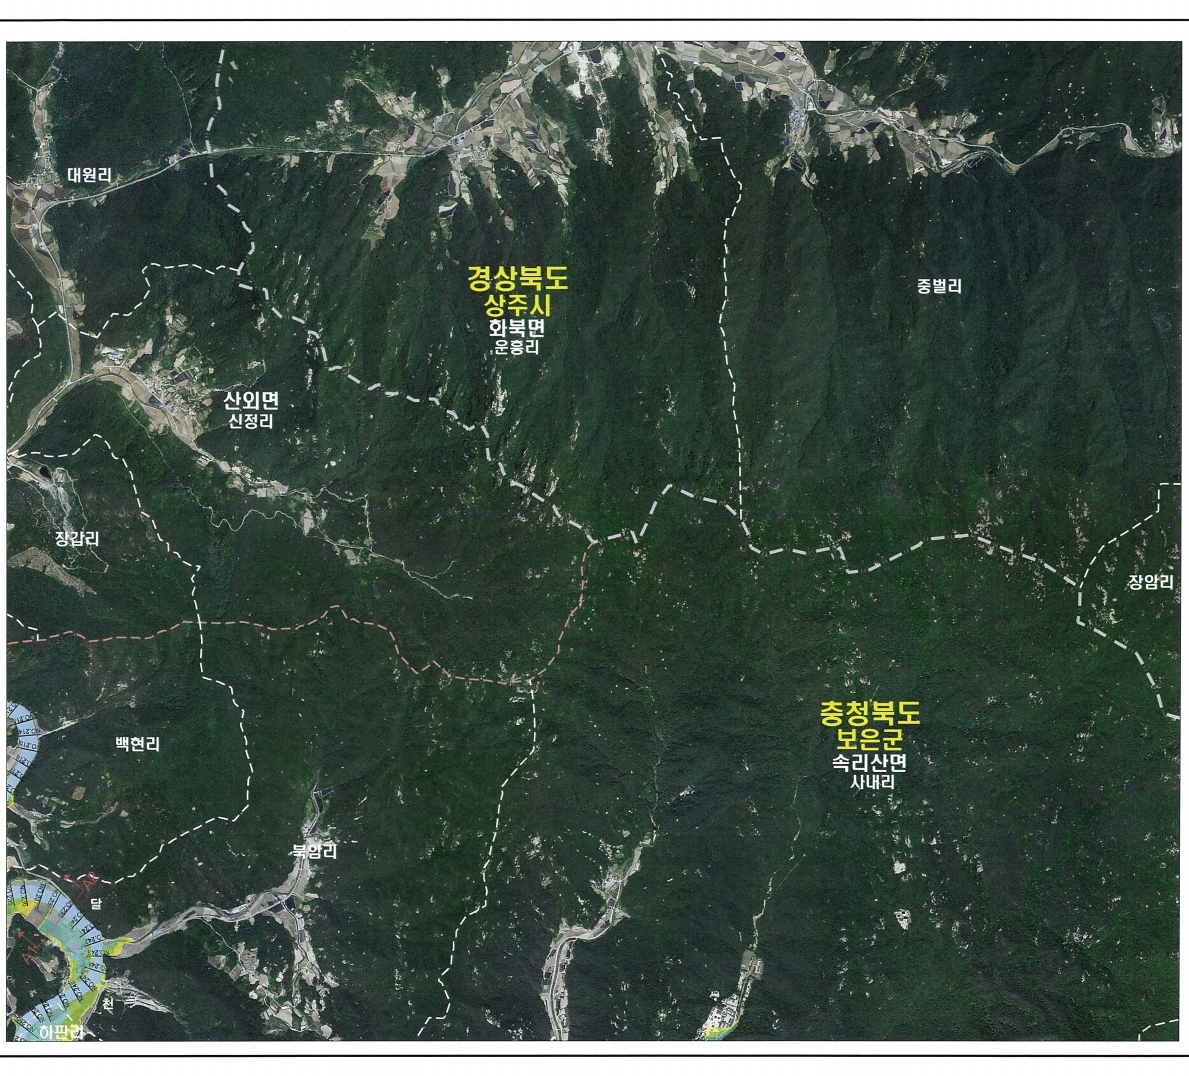 대원리
경상북도
상주시
화북면
운흥리
중벌리
산외면
신정리
장갑리
장암리
충청북도
보은군
속리산면
사내리
백현리
북암리
달
천
하판리